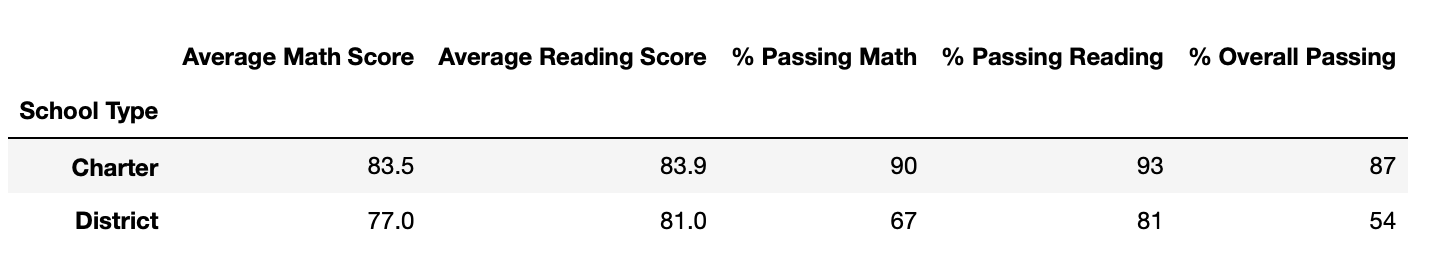 Average Math Score Average Reading Score % Passing Math % Passing Reading % Overall Passing
School Type
Charter 83.5 83.9 90 93 87
District 77.0 81.0 67 81 54